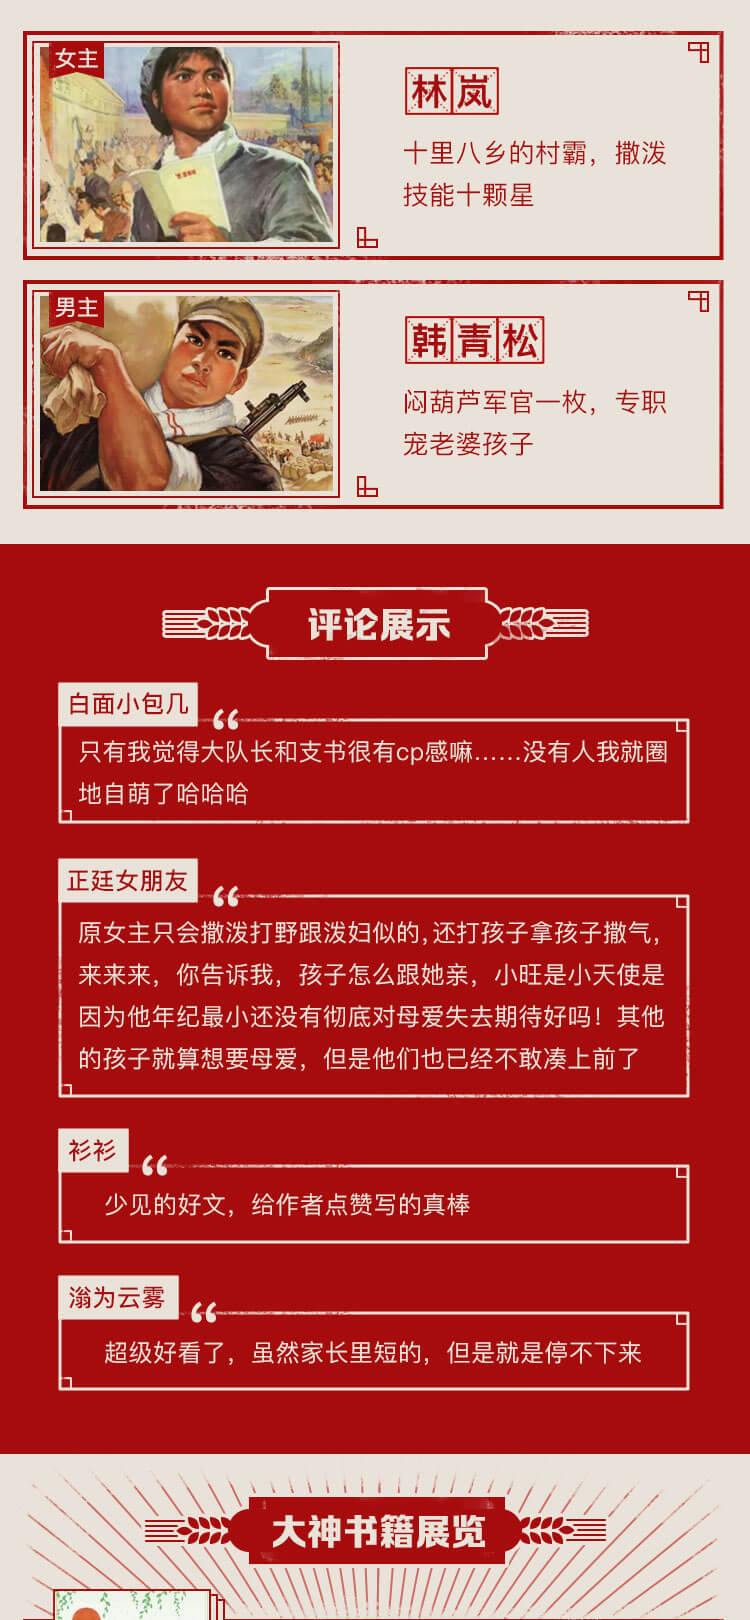 女主
林岚
十里八乡的村霸，撒泼
技能十颗星
男主
韩青松
闷葫芦军官一枚，专职
宠老婆孩子
评论展示
白面小包几
只有我觉得大队长和支书很有cp感嘛……没有人我就圈
地自萌了哈哈哈
正廷女朋友
原女主只会撒泼打野跟泼妇似的,还打孩子拿孩子撒气，
来来来，你告诉我，孩子怎么跟她亲，小旺是小天使是
因为他年纪最小还没有彻底对母爱失去期待好吗！其他
的孩子就算想要母爱，但是他们也已经不敢凑上前了
衫衫
少见的好文，给作者点赞写的真棒
滃为云雾
超级好看了，虽然家长里短的，但是就是停不下来
大神书籍展览